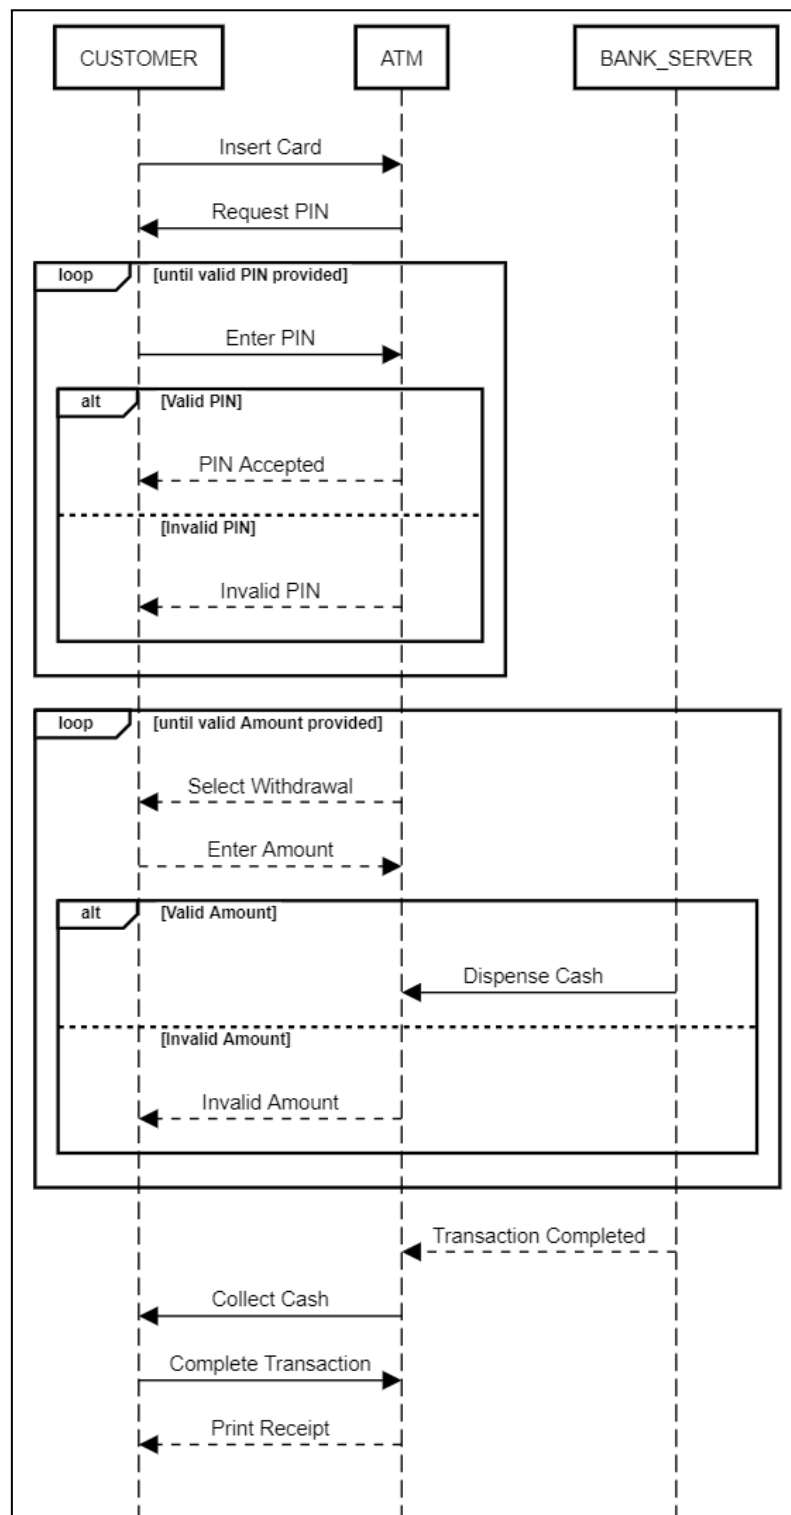 CUSTOMER
ATM
BANK_SERVER
Insert Card
Request PIN
loop
[until valid PIN provided]
Enter PIN
alt
[Valid PIN]
PIN Accepted
[Invalid PIN]
Invalid PIN
loop
[until valid Amount provided]
Select Withdrawal
Enter Amount
alt
[Valid Amount]
Dispense Cash
[Invalid Amount]
Invalid Amount
Transaction Completed
Collect Cash
Complete Transaction
Print Receipt